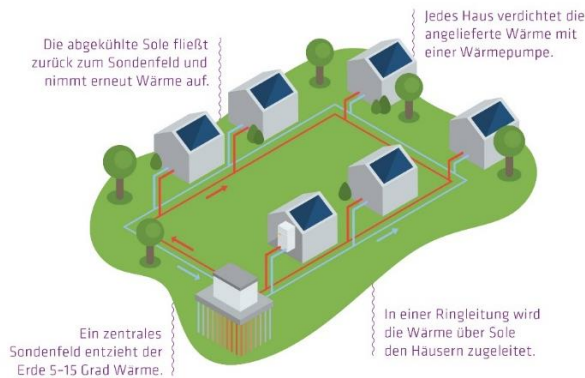 Die abgekühlte Sole fließt
zurück zum Sondenfeld und
nimmt erneut Wärme auf.
Jedes Haus verdichtet die
angelieferte Wärme mit
einer Wärmepumpe.
Ein zentrales
Sondenfeld entzieht der
Erde 5–15 Grad Wärme.
In einer Ringleitung wird
die Wärme über Sole
den Häusern zugeleitet.